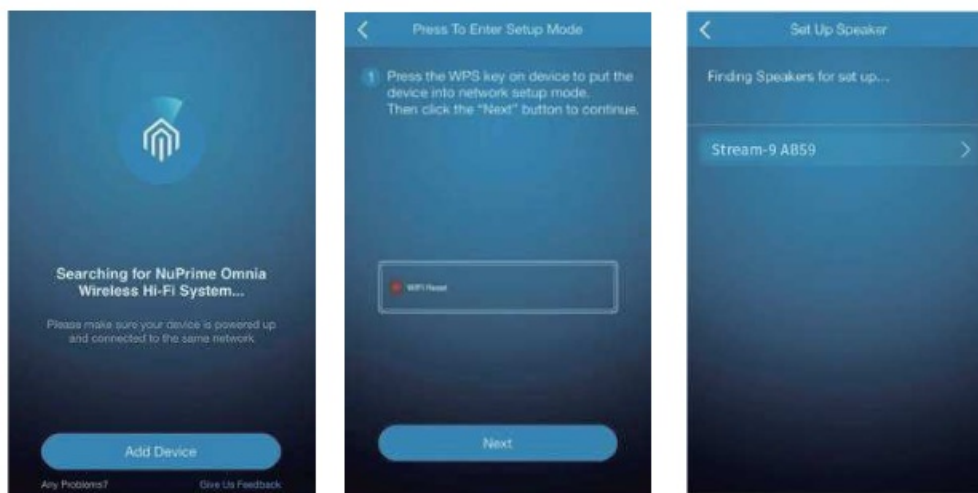 Searching for NuPrime Omnia
Wireless Hi-Fi System...
Please make sure your device is powered up
and connected to the same network.
Add Device
Any Problems?
Give Us Feedback
Press To Enter Setup Mode
1 Press the WPS key on device to put the
device into network setup mode.
Then click the "Next" button to continue.
WIFI Reset
Next
Set Up Speaker
Finding Speakers for set up...
Stream-9 A859